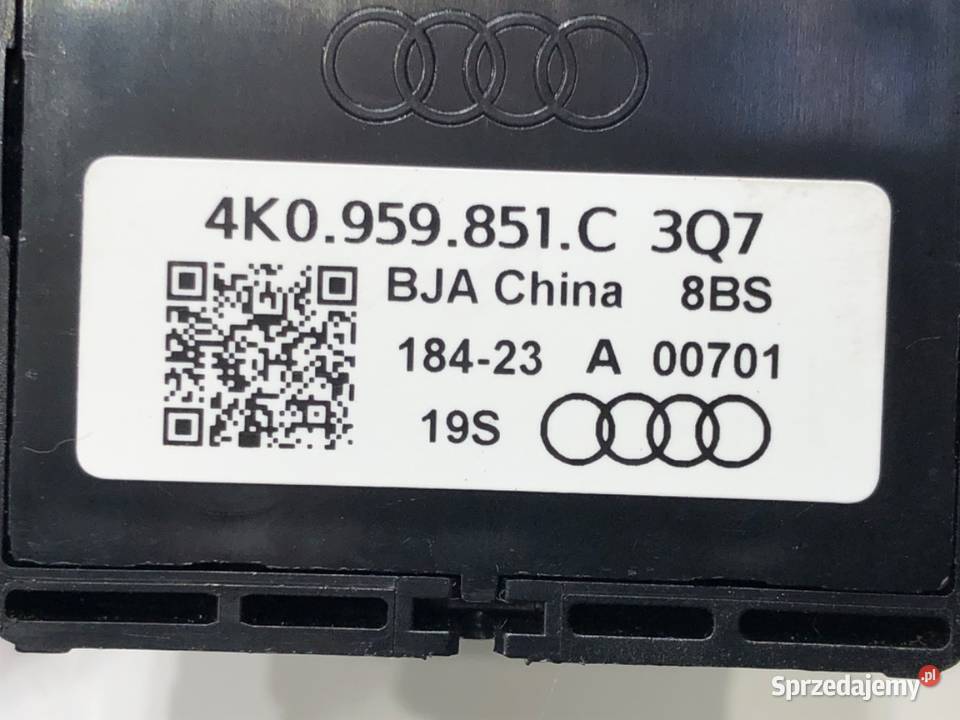 4K0.959.851.C 3Q7
BJA China 8BS
184-23 A 00701
19S
Sprzedajemy.pl